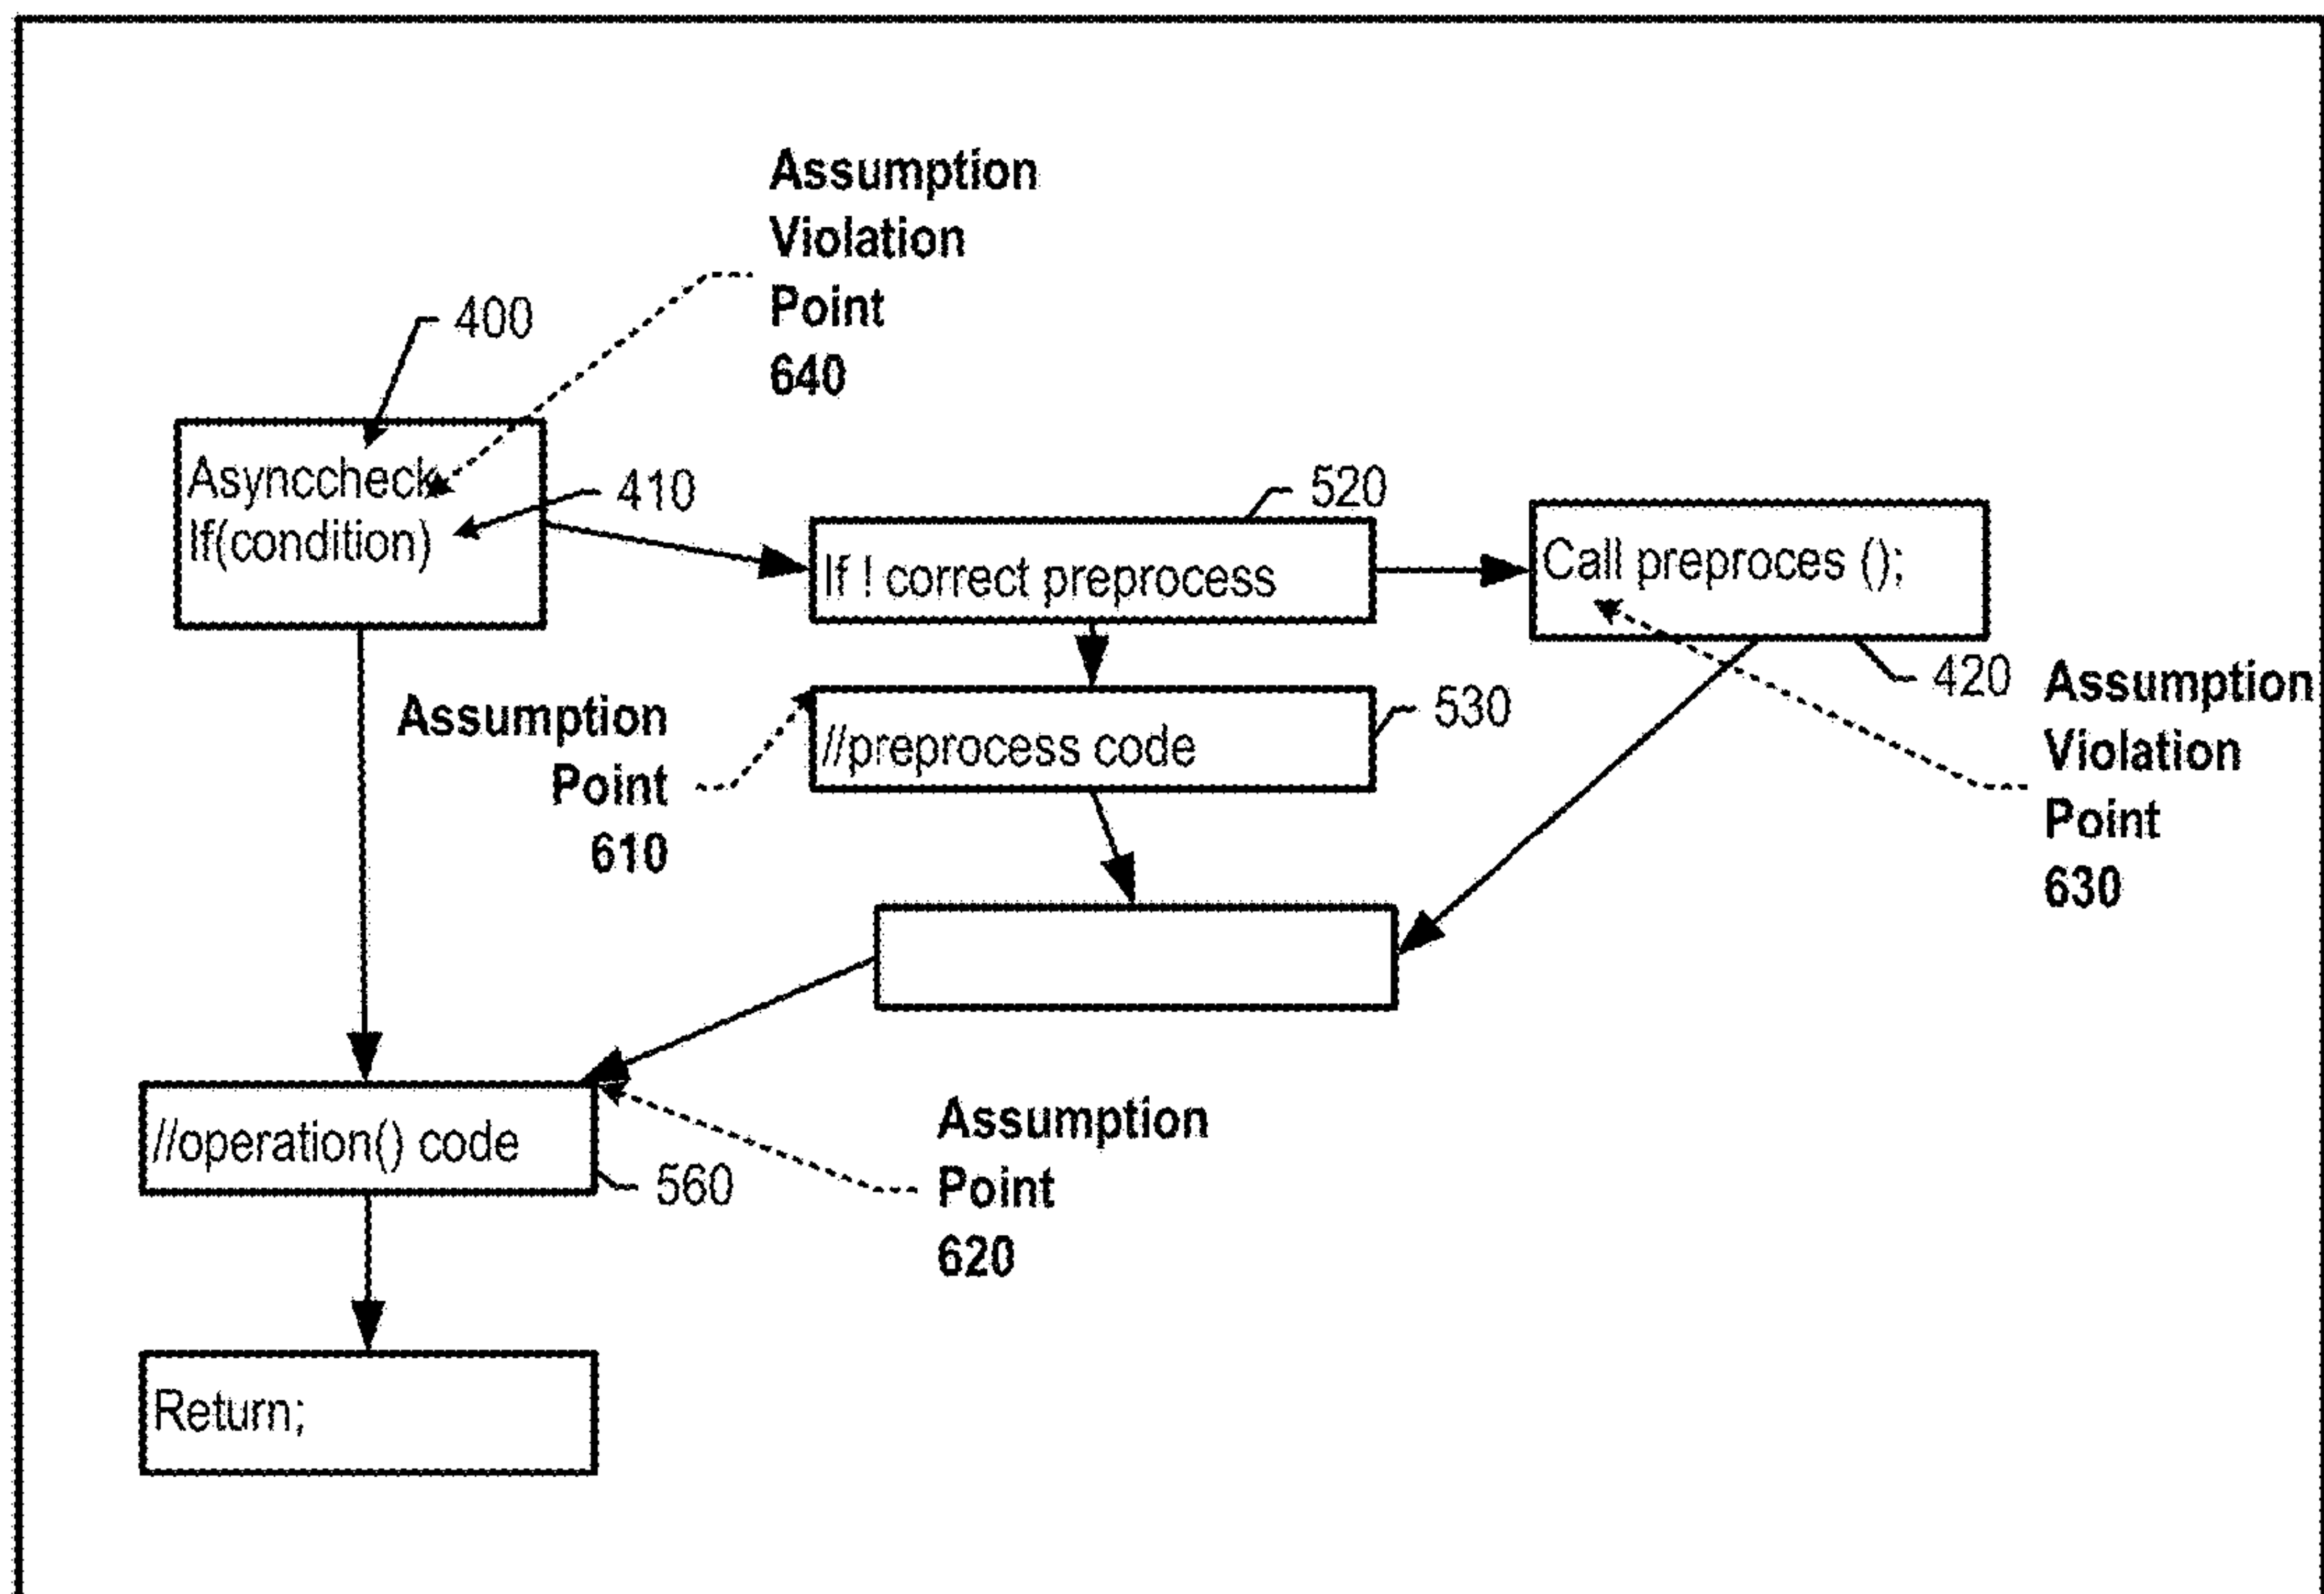 Assumption
Violation
Point
640
400
Asynccheck
If(condition)
410
520
If ! correct preprocess
Call preproces ();
420
Assumption
Violation
Point
630
Assumption
Point
610
//preprocess code
530
//operation() code
560
Assumption
Point
620
Return;